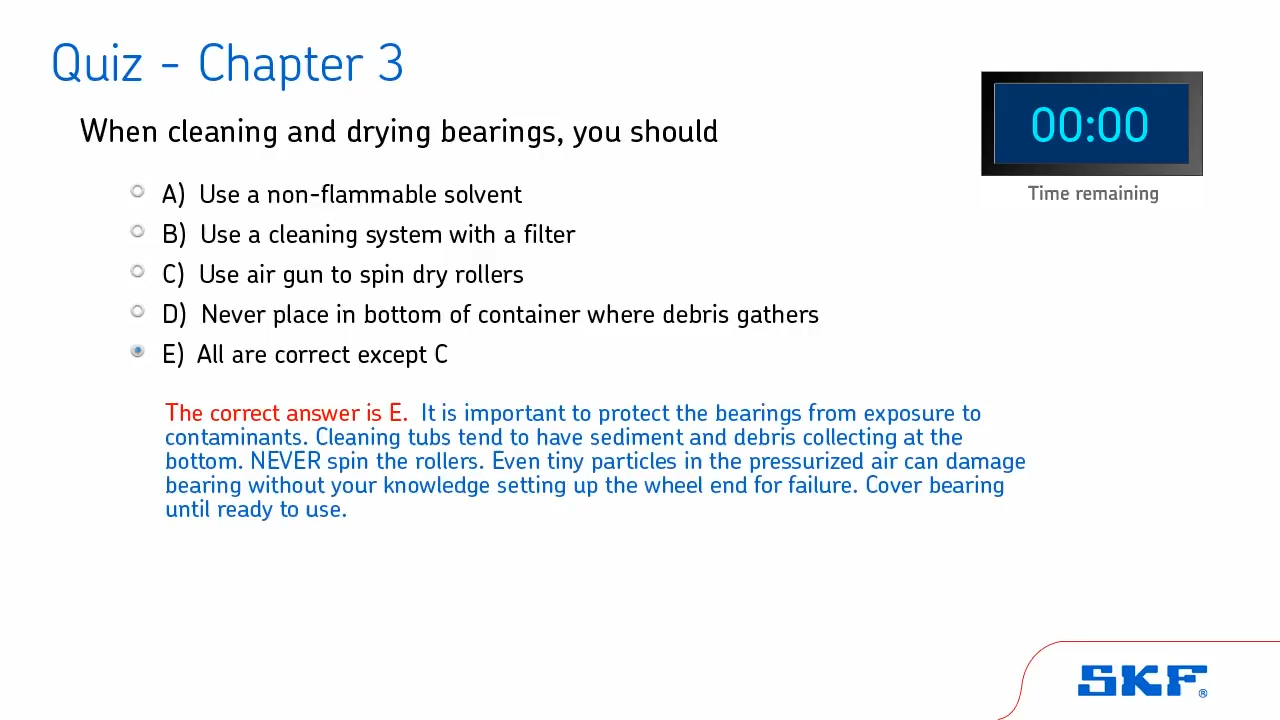 Quiz - Chapter 3
When cleaning and drying bearings, you should
00:00
Time remaining
A) Use a non-flammable solvent
B) Use a cleaning system with a filter
C) Use air gun to spin dry rollers
D) Never place in bottom of container where debris gathers
E) All are correct except C
The correct answer is E. It is important to protect the bearings from exposure to
contaminants. Cleaning tubs tend to have sediment and debris collecting at the
bottom. NEVER spin the rollers. Even tiny particles in the pressurized air can damage
bearing without your knowledge setting up the wheel end for failure. Cover bearing
until ready to use.
SKF®